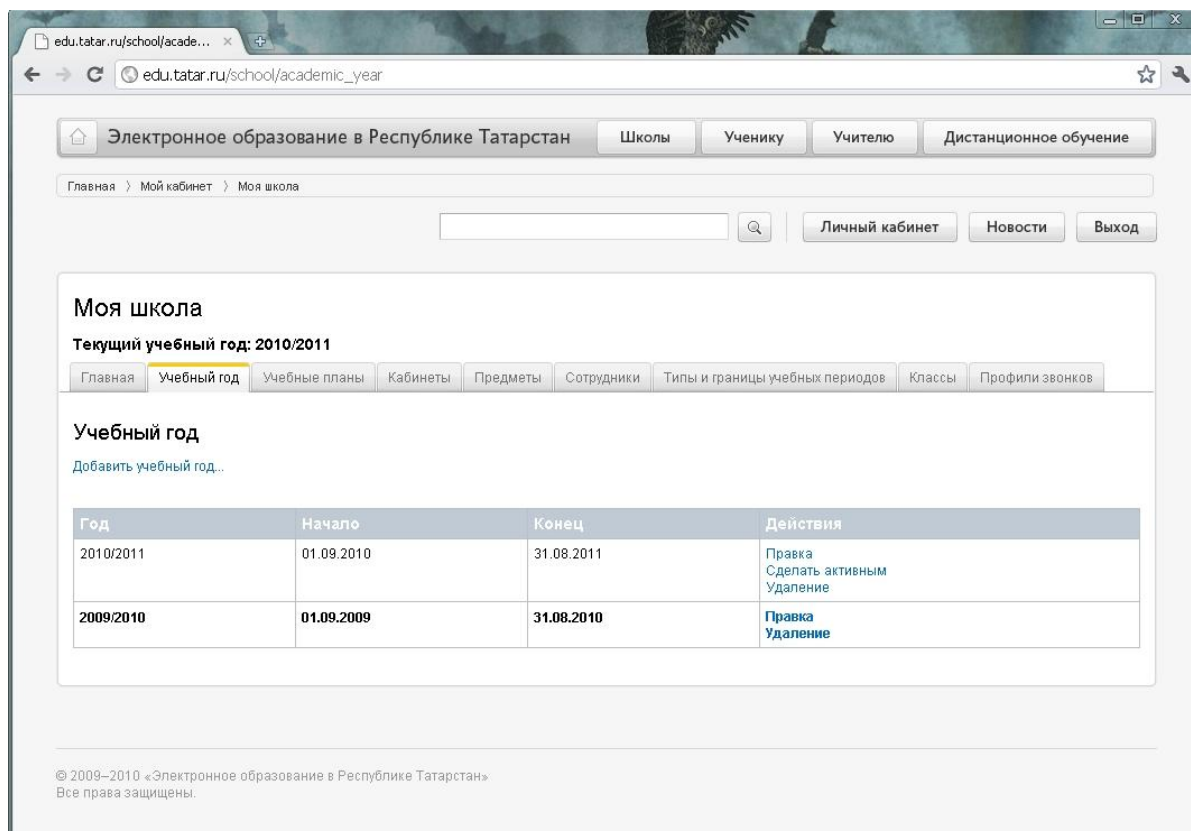 edu.tatar.ru/school/acade...
edu.tatar.ru/school/academic_year
Электронное образование в Республике Татарстан Школы Ученику Учителю Дистанционное обучение
Главная 〉 Мой кабинет 〉 Моя школа
Личный кабинет Новости Выход
Моя школа
Текущий учебный год: 2010/2011
Главная Учебный год Учебные планы Кабинеты Предметы Сотрудники Типы и границы учебных периодов Классы Профили звонков
Учебный год
Добавить учебный год...
Год Начало Конец Действия
2010/2011 01.09.2010 31.08.2011 Правка
Сделать активным
Удаление
2009/2010 01.09.2009 31.08.2010 Правка
Удаление
© 2009–2010 «Электронное образование в Республике Татарстан»
Все права защищены.